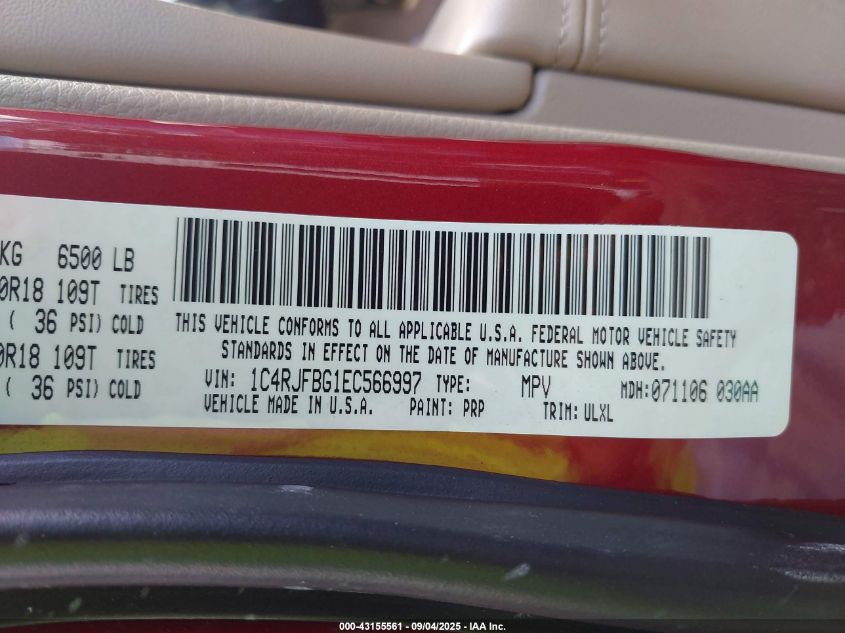 KG 6500 LB
0R18 109T TIRES
( 36 PSI) COLD
0R18 109T TIRES
( 36 PSI) COLD
THIS VEHICLE CONFORMS TO ALL APPLICABLE U.S.A. FEDERAL MOTOR VEHICLE SAFETY
STANDARDS IN EFFECT ON THE DATE OF MANUFACTURE SHOWN ABOVE.
VIN: 1C4RJFBG1EC566997 TYPE: MPV MDH:071106 030AA
VEHICLE MADE IN U.S.A. PAINT: PRP TRIM: ULXL
000-43155561 - 09/04/2025 - IAA Inc.